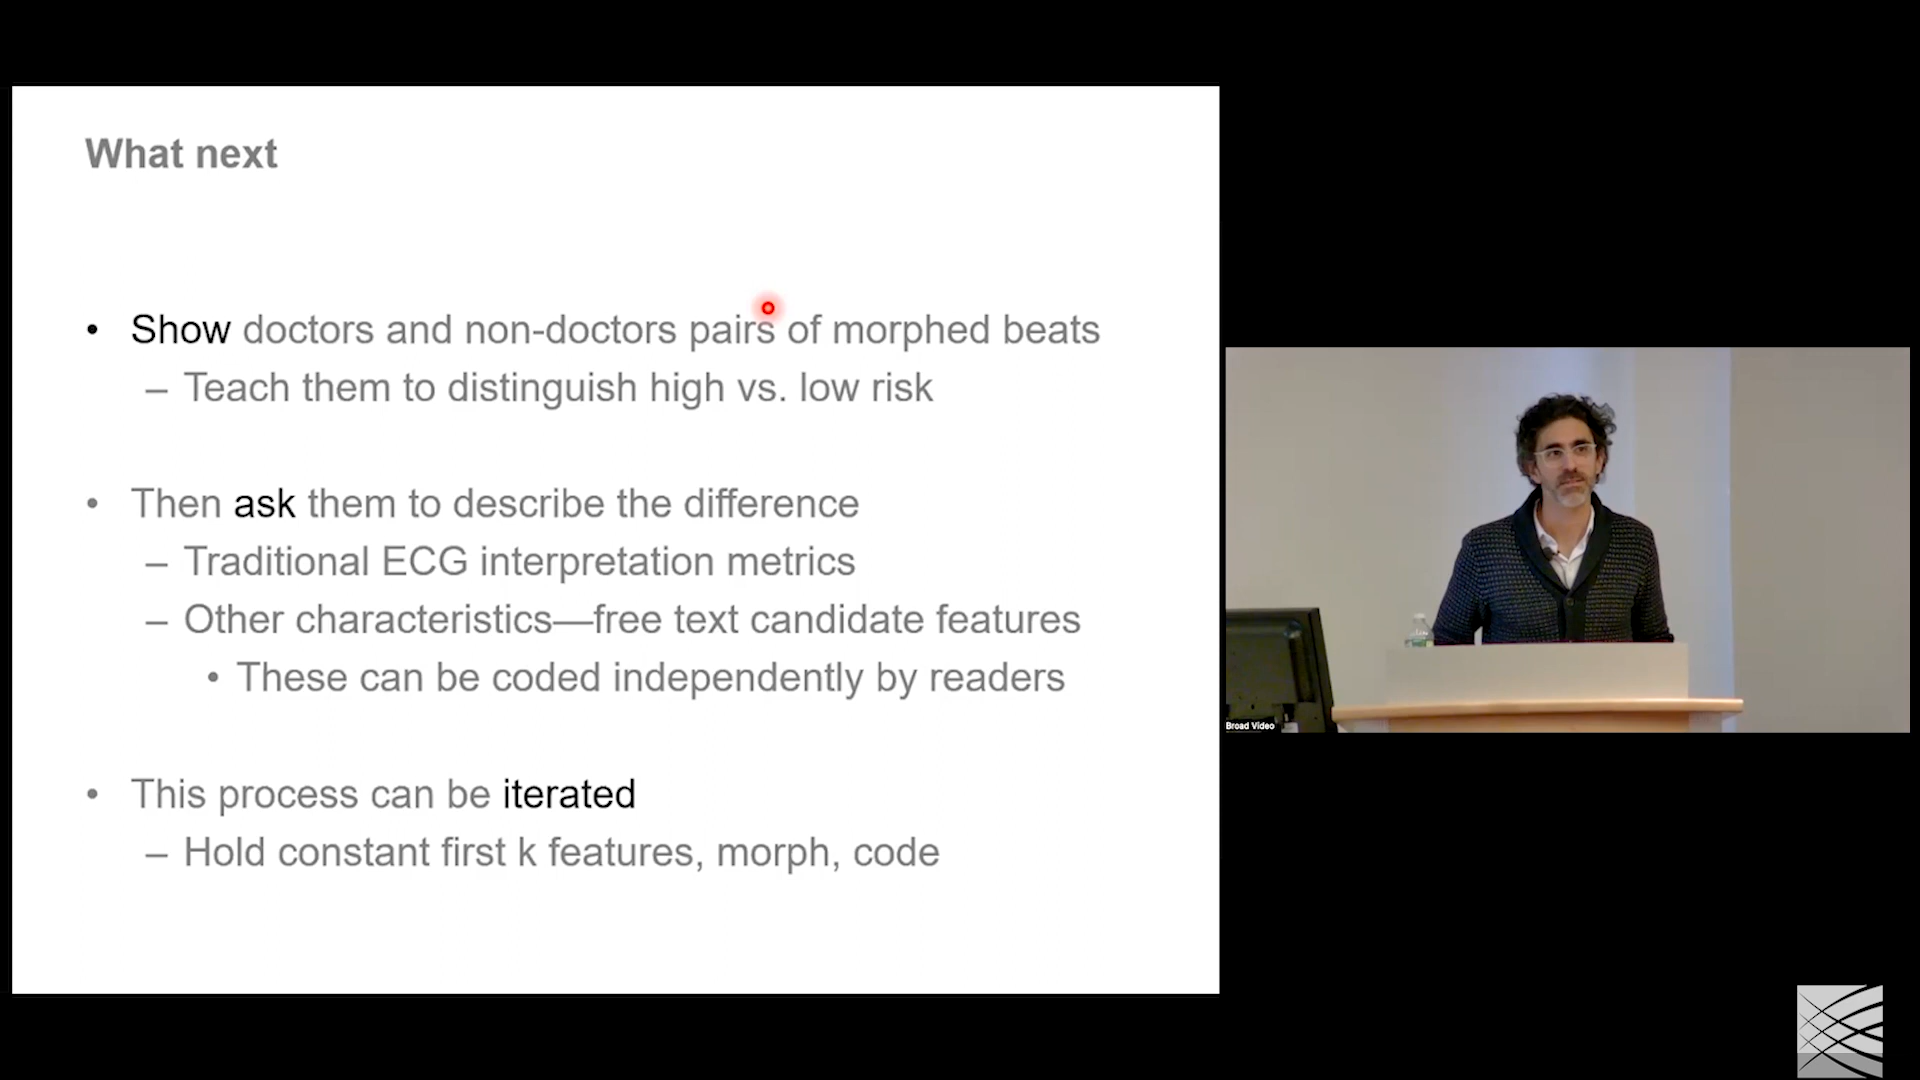 What next
• Show doctors and non-doctors pairs of morphed beats
– Teach them to distinguish high vs. low risk
• Then ask them to describe the difference
– Traditional ECG interpretation metrics
– Other characteristics—free text candidate features
• These can be coded independently by readers
• This process can be iterated
– Hold constant first k features, morph, code
Broad Video